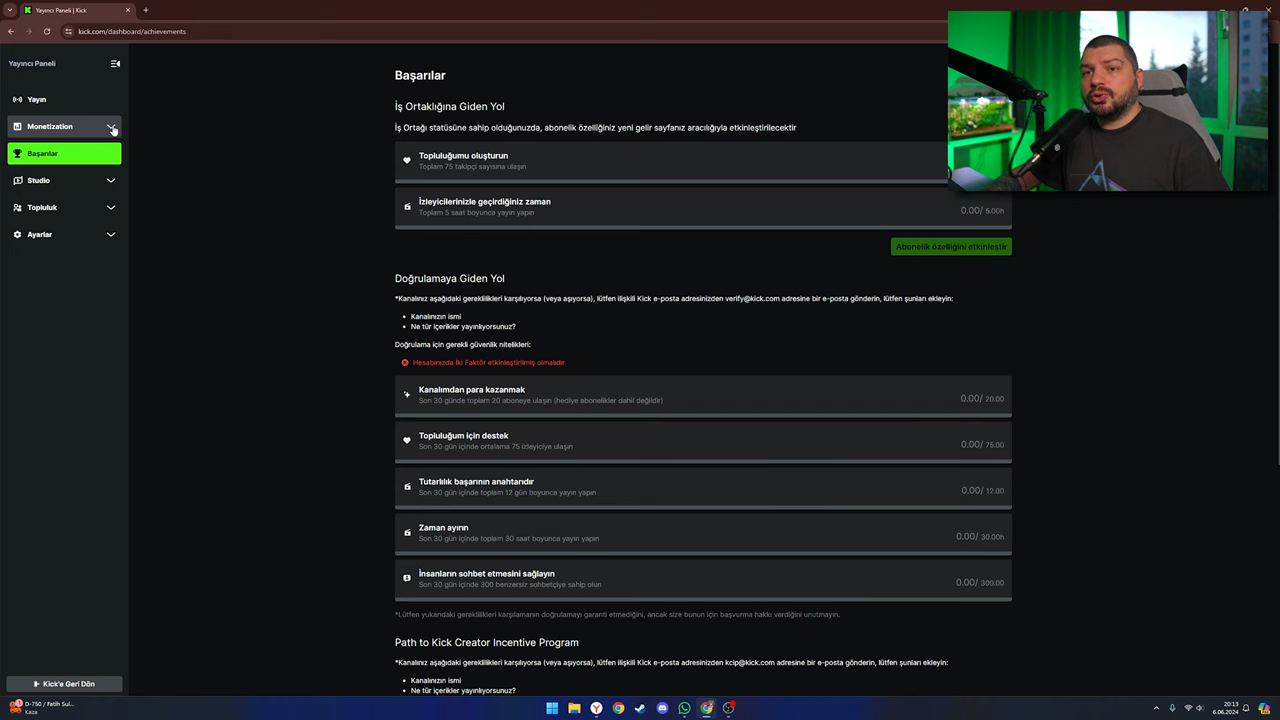 Yayıncı Paneli | Kick
kick.com/dashboard/achievements
Yayıncı Paneli
Yayın
Monetization
Başarılar
Studio
Topluluk
Ayarlar
Kick'e Geri Dön
Başarılar
İş Ortaklığına Giden Yol
İş Ortağı statüsüne sahip olduğunuzda, abonelik özelliğiniz yeni gelir sayfanız aracılığıyla etkinleştirilecektir
Topluluğumu oluşturun
Toplam 75 takipçi sayısına ulaşın
İzleyicilerinizle geçirdiğiniz zaman
Toplam 5 saat boyunca yayın yapın
0.00/ 5.00h
Abonelik özelliğini etkinleştir
Doğrulamaya Giden Yol
*Kanalınız aşağıdaki gereklilikleri karşılıyorsa (veya aşıyorsa), lütfen ilişkili Kick e-posta adresinizden verify@kick.com adresine bir e-posta gönderin, lütfen şunları ekleyin:
Kanalınızın ismi
Ne tür içerikler yayınlıyorsunuz?
Doğrulama için gerekli güvenlik nitelikleri:
Hesabınızda İki Faktör etkinleştirilmiş olmalıdır
Kanalımdan para kazanmak
Son 30 günde toplam 20 aboneye ulaşın (hediye abonelikler dahil değildir)
0.00/ 20.00
Topluluğum için destek
Son 30 gün içinde ortalama 75 izleyiciye ulaşın
0.00/ 75.00
Tutarlılık başarının anahtarıdır
Son 30 gün içinde toplam 12 gün boyunca yayın yapın
0.00/ 12.00
Zaman ayırın
Son 30 gün içinde toplam 30 saat boyunca yayın yapın
0.00/ 30.00h
İnsanların sohbet etmesini sağlayın
Son 30 gün içinde 300 benzersiz sohbetçiye sahip olun
0.00/ 300.00
*Lütfen yukarıdaki gereklilikleri karşılamanın doğrulamayı garanti etmediğini, ancak size bunun için başvurma hakkı verdiğini unutmayın.
Path to Kick Creator Incentive Program
*Kanalınız aşağıdaki gereklilikleri karşılıyorsa (veya aşıyorsa), lütfen ilişkili Kick e-posta adresinizden kcip@kick.com adresine bir e-posta gönderin, lütfen şunları ekleyin:
Kanalınızın ismi
Ne tür içerikler yayınlıyorsunuz?
D-750 / Fatih Sul...
Kaza
20:13
6.06.2024